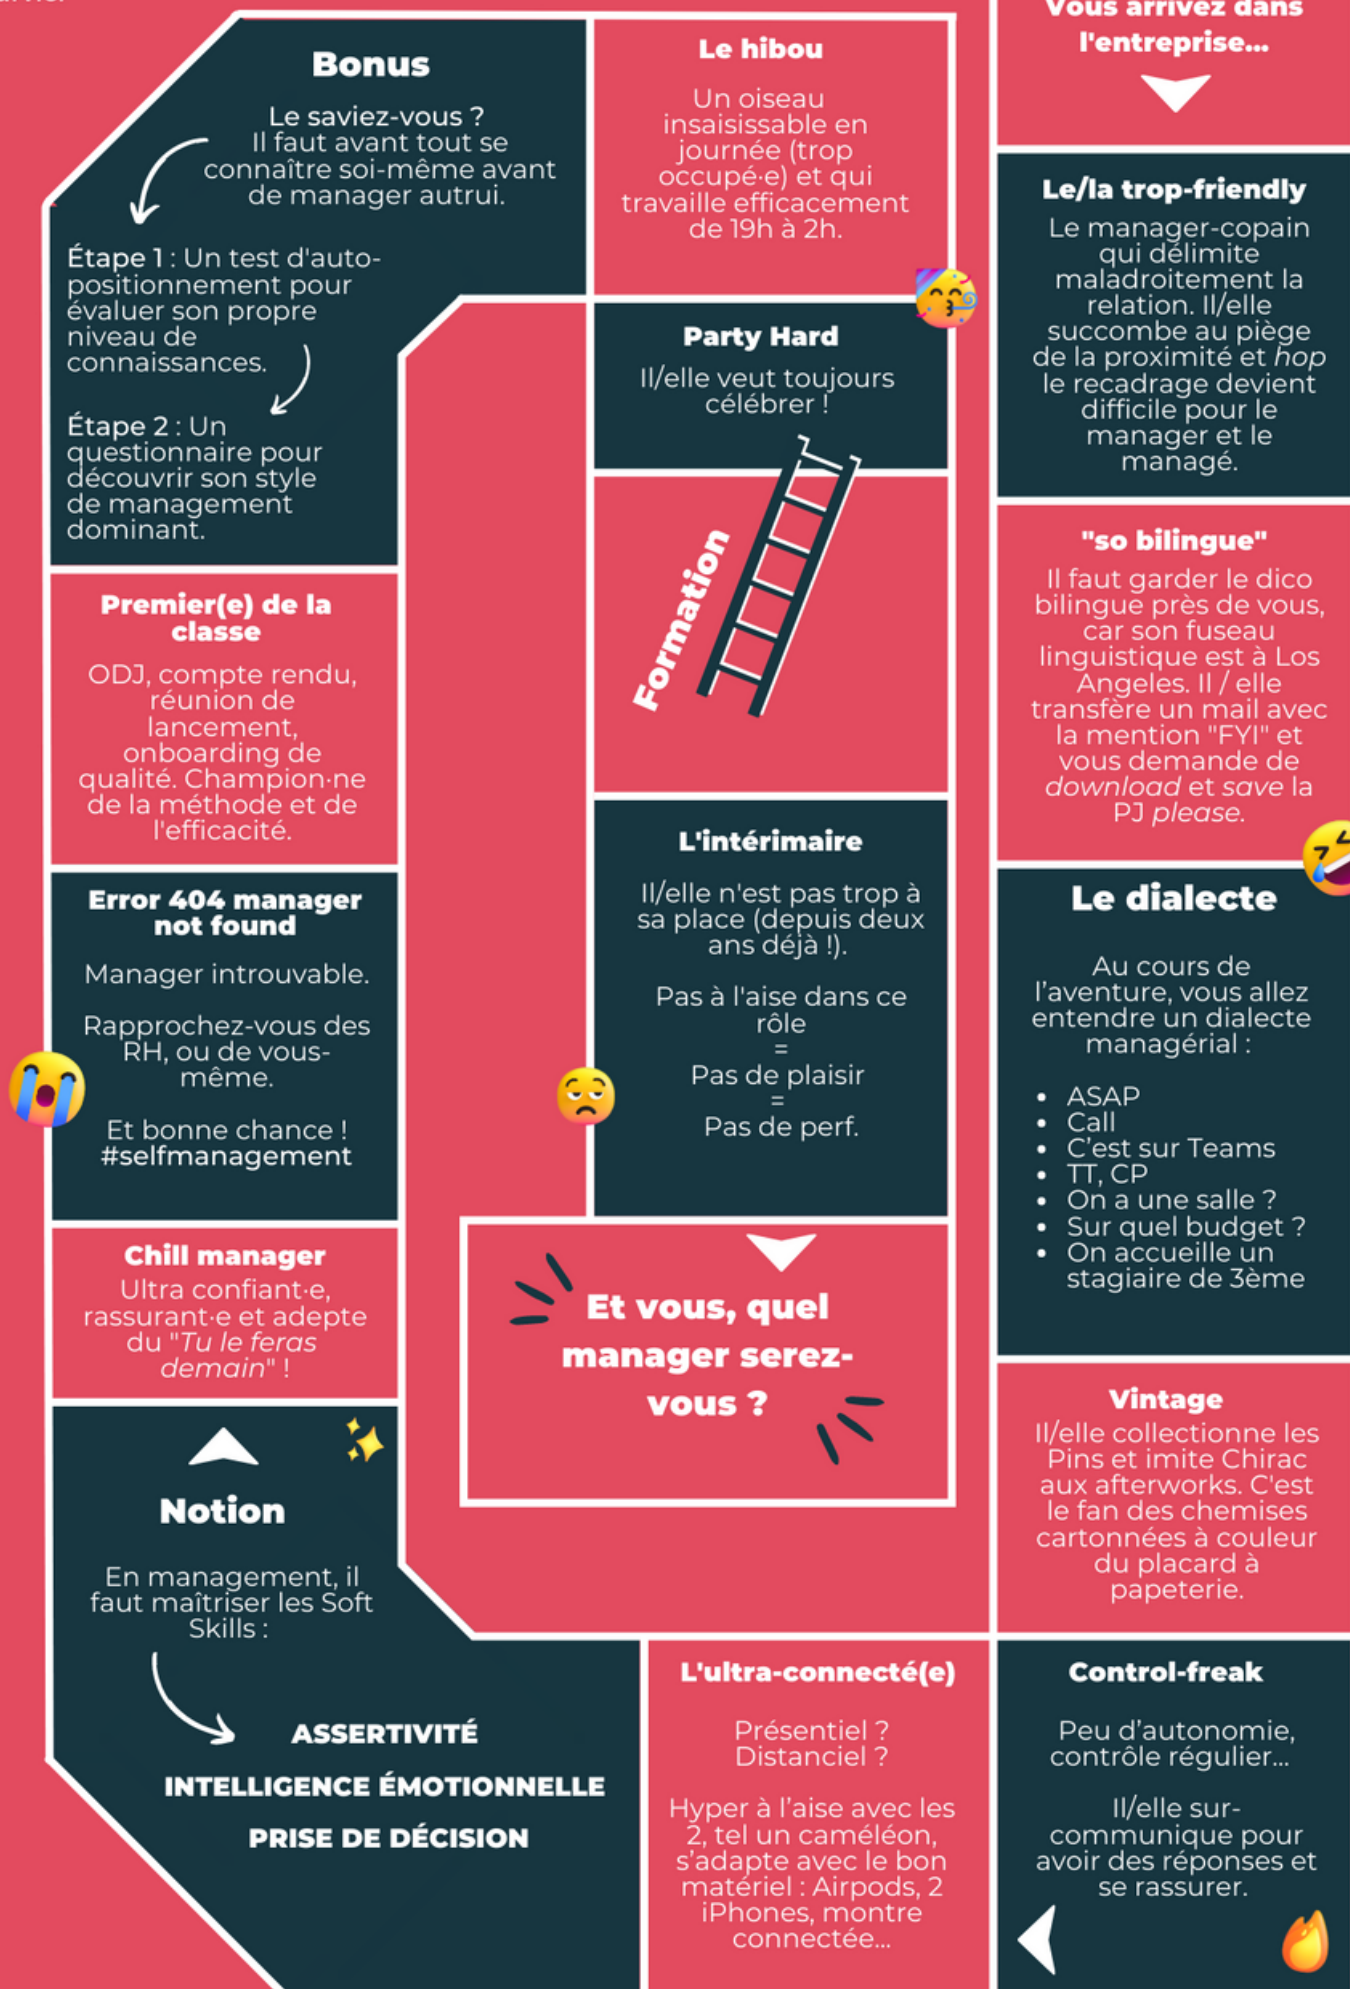 Vous arrivez dans
l'entreprise...
Le/la trop-friendly
Le manager-copain
qui délimite
maladroitement la
relation. Il/elle
succombe au piège
de la proximité et hop
le recadrage devient
difficile pour le
manager et le
managé.
"so bilingue"
Il faut garder le dico
bilingue près de vous,
car son fuseau
linguistique est à Los
Angeles. Il / elle
transfère un mail avec
la mention "FYI" et
vous demande de
download et save la
PJ please.
Le dialecte
Au cours de
l’aventure, vous allez
entendre un dialecte
managérial :
• ASAP
• Call
• C’est sur Teams
• TT, CP
• On a une salle ?
• Sur quel budget ?
• On accueille un
stagiaire de 3ème
Vintage
Il/elle collectionne les
Pins et imite Chirac
aux afterworks. C'est
le fan des chemises
cartonnées à couleur
du placard à
papeterie.
Control-freak
Peu d’autonomie,
contrôle régulier...
Il/elle sur-
communique pour
avoir des réponses et
se rassurer.
L'ultra-connecté(e)
Présentiel ?
Distanciel ?
Hyper à l’aise avec les
2, tel un caméléon,
s’adapte avec le bon
matériel : Airpods, 2
iPhones, montre
connectée...
Notion
En management, il
faut maîtriser les Soft
Skills :
ASSERTIVITÉ
INTELLIGENCE ÉMOTIONNELLE
PRISE DE DÉCISION
Chill manager
Ultra confiant·e,
rassurant·e et adepte
du "Tu le feras
demain" !
Error 404 manager
not found
Manager introuvable.
Rapprochez-vous des
RH, ou de vous-
même.
Et bonne chance !
#selfmanagement
Premier(e) de la
classe
ODJ, compte rendu,
réunion de
lancement,
onboarding de
qualité. Champion·ne
de la méthode et de
l'efficacité.
Bonus
Le saviez-vous ?
Il faut avant tout se
connaître soi-même avant
de manager autrui.
Étape 1 : Un test d'auto-
positionnement pour
évaluer son propre
niveau de
connaissances.
Étape 2 : Un
questionnaire pour
découvrir son style
de management
dominant.
Le hibou
Un oiseau
insaisissable en
journée (trop
occupé·e) et qui
travaille efficacement
de 19h à 2h.
Party Hard
Il/elle veut toujours
célébrer !
Formation
L'intérimaire
Il/elle n'est pas trop à
sa place (depuis deux
ans déjà !).
Pas à l'aise dans ce
rôle
=
Pas de plaisir
=
Pas de perf.
Et vous, quel
manager serez-
vous ?